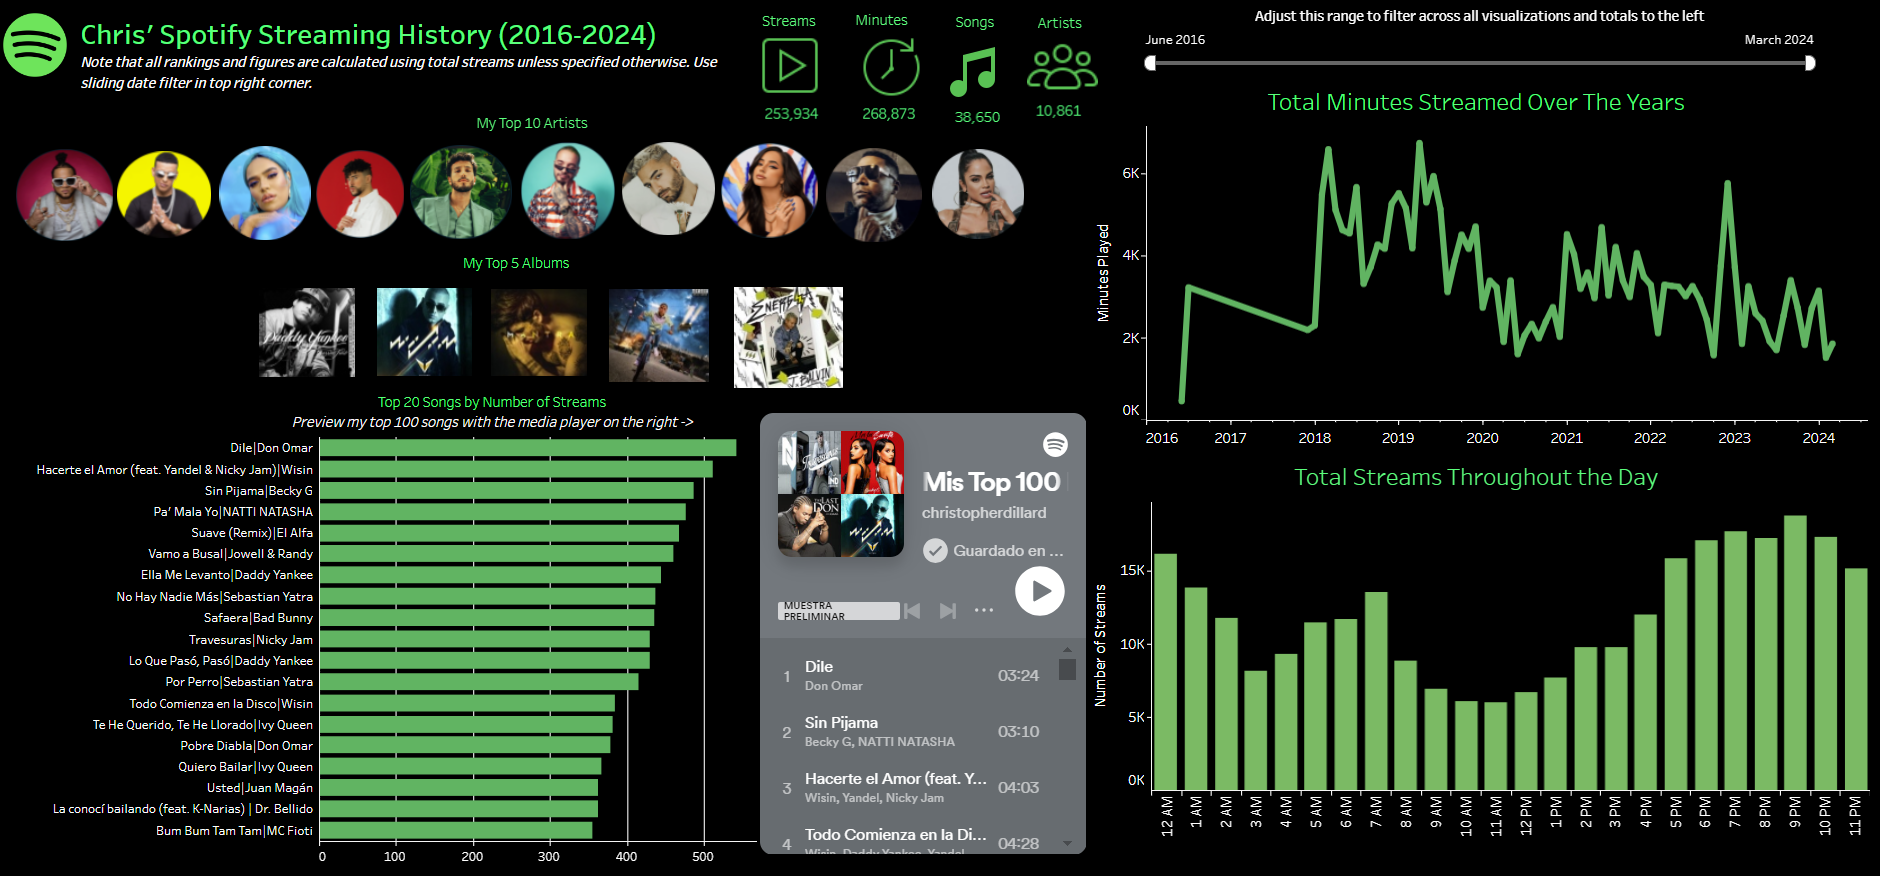 Chris' Spotify Streaming History (2016-2024)
Note that all rankings and figures are calculated using total streams unless specified otherwise. Use
sliding date filter in top right corner.
Streams
Minutes
Songs
Artists
253,934
268,873
38,650
10,861
My Top 10 Artists
My Top 5 Albums
Daddy Yankee
WISIN
ENERGIA
J. BALVIN
Top 20 Songs by Number of Streams
Preview my top 100 songs with the media player on the right ->
Dile|Don Omar
Hacerte el Amor (feat. Yandel & Nicky Jam)|Wisin
Sin Pijama|Becky G
Pa' Mala Yo|NATTI NATASHA
Suave (Remix)|El Alfa
Vamo a Busal|Jowell & Randy
Ella Me Levanto|Daddy Yankee
No Hay Nadie Más|Sebastian Yatra
Safaera|Bad Bunny
Travesuras|Nicky Jam
Lo Que Pasó, Pasó|Daddy Yankee
Por Perro|Sebastian Yatra
Todo Comienza en la Disco|Wisin
Te He Querido, Te He Llorado|Ivy Queen
Pobre Diabla|Don Omar
Quiero Bailar|Ivy Queen
Usted|Juan Magán
La conocí bailando (feat. K-Narias) | Dr. Bellido
Bum Bum Tam Tam|MC Fioti
0
100
200
300
400
500
THE LAST
DON
Mis Top 100
christopherdillard
Guardado en ...
MUESTRA
PRELIMINAR
1
Dile
Don Omar
03:24
2
Sin Pijama
Becky G, NATTI NATASHA
03:10
3
Hacerte el Amor (feat. Y...
Wisin, Yandel, Nicky Jam
04:03
4
Todo Comienza en la Di...
Wisin, Daddy Yankee, Yandel
04:28
Adjust this range to filter across all visualizations and totals to the left
June 2016
March 2024
Total Minutes Streamed Over The Years
Minutes Played
6K
4K
2K
0K
2016
2017
2018
2019
2020
2021
2022
2023
2024
Total Streams Throughout the Day
Number of Streams
15K
10K
5K
0K
12 AM
1 AM
2 AM
3 AM
4 AM
5 AM
6 AM
7 AM
8 AM
9 AM
10 AM
11 AM
12 PM
1 PM
2 PM
3 PM
4 PM
5 PM
6 PM
7 PM
8 PM
9 PM
10 PM
11 PM